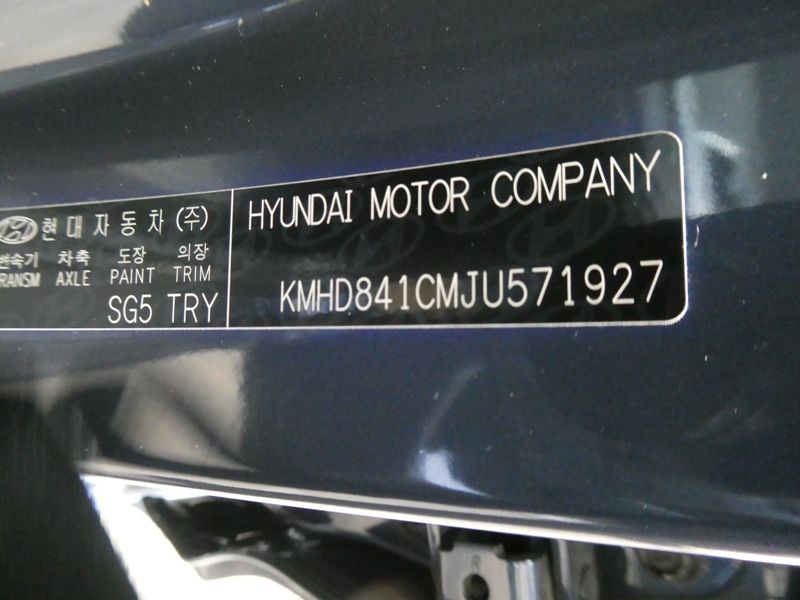 현대자동차(주)
변속기 차축 도장 의장
TRANSM AXLE PAINT TRIM
SG5 TRY
HYUNDAI MOTOR COMPANY
KMHD841CMJU571927